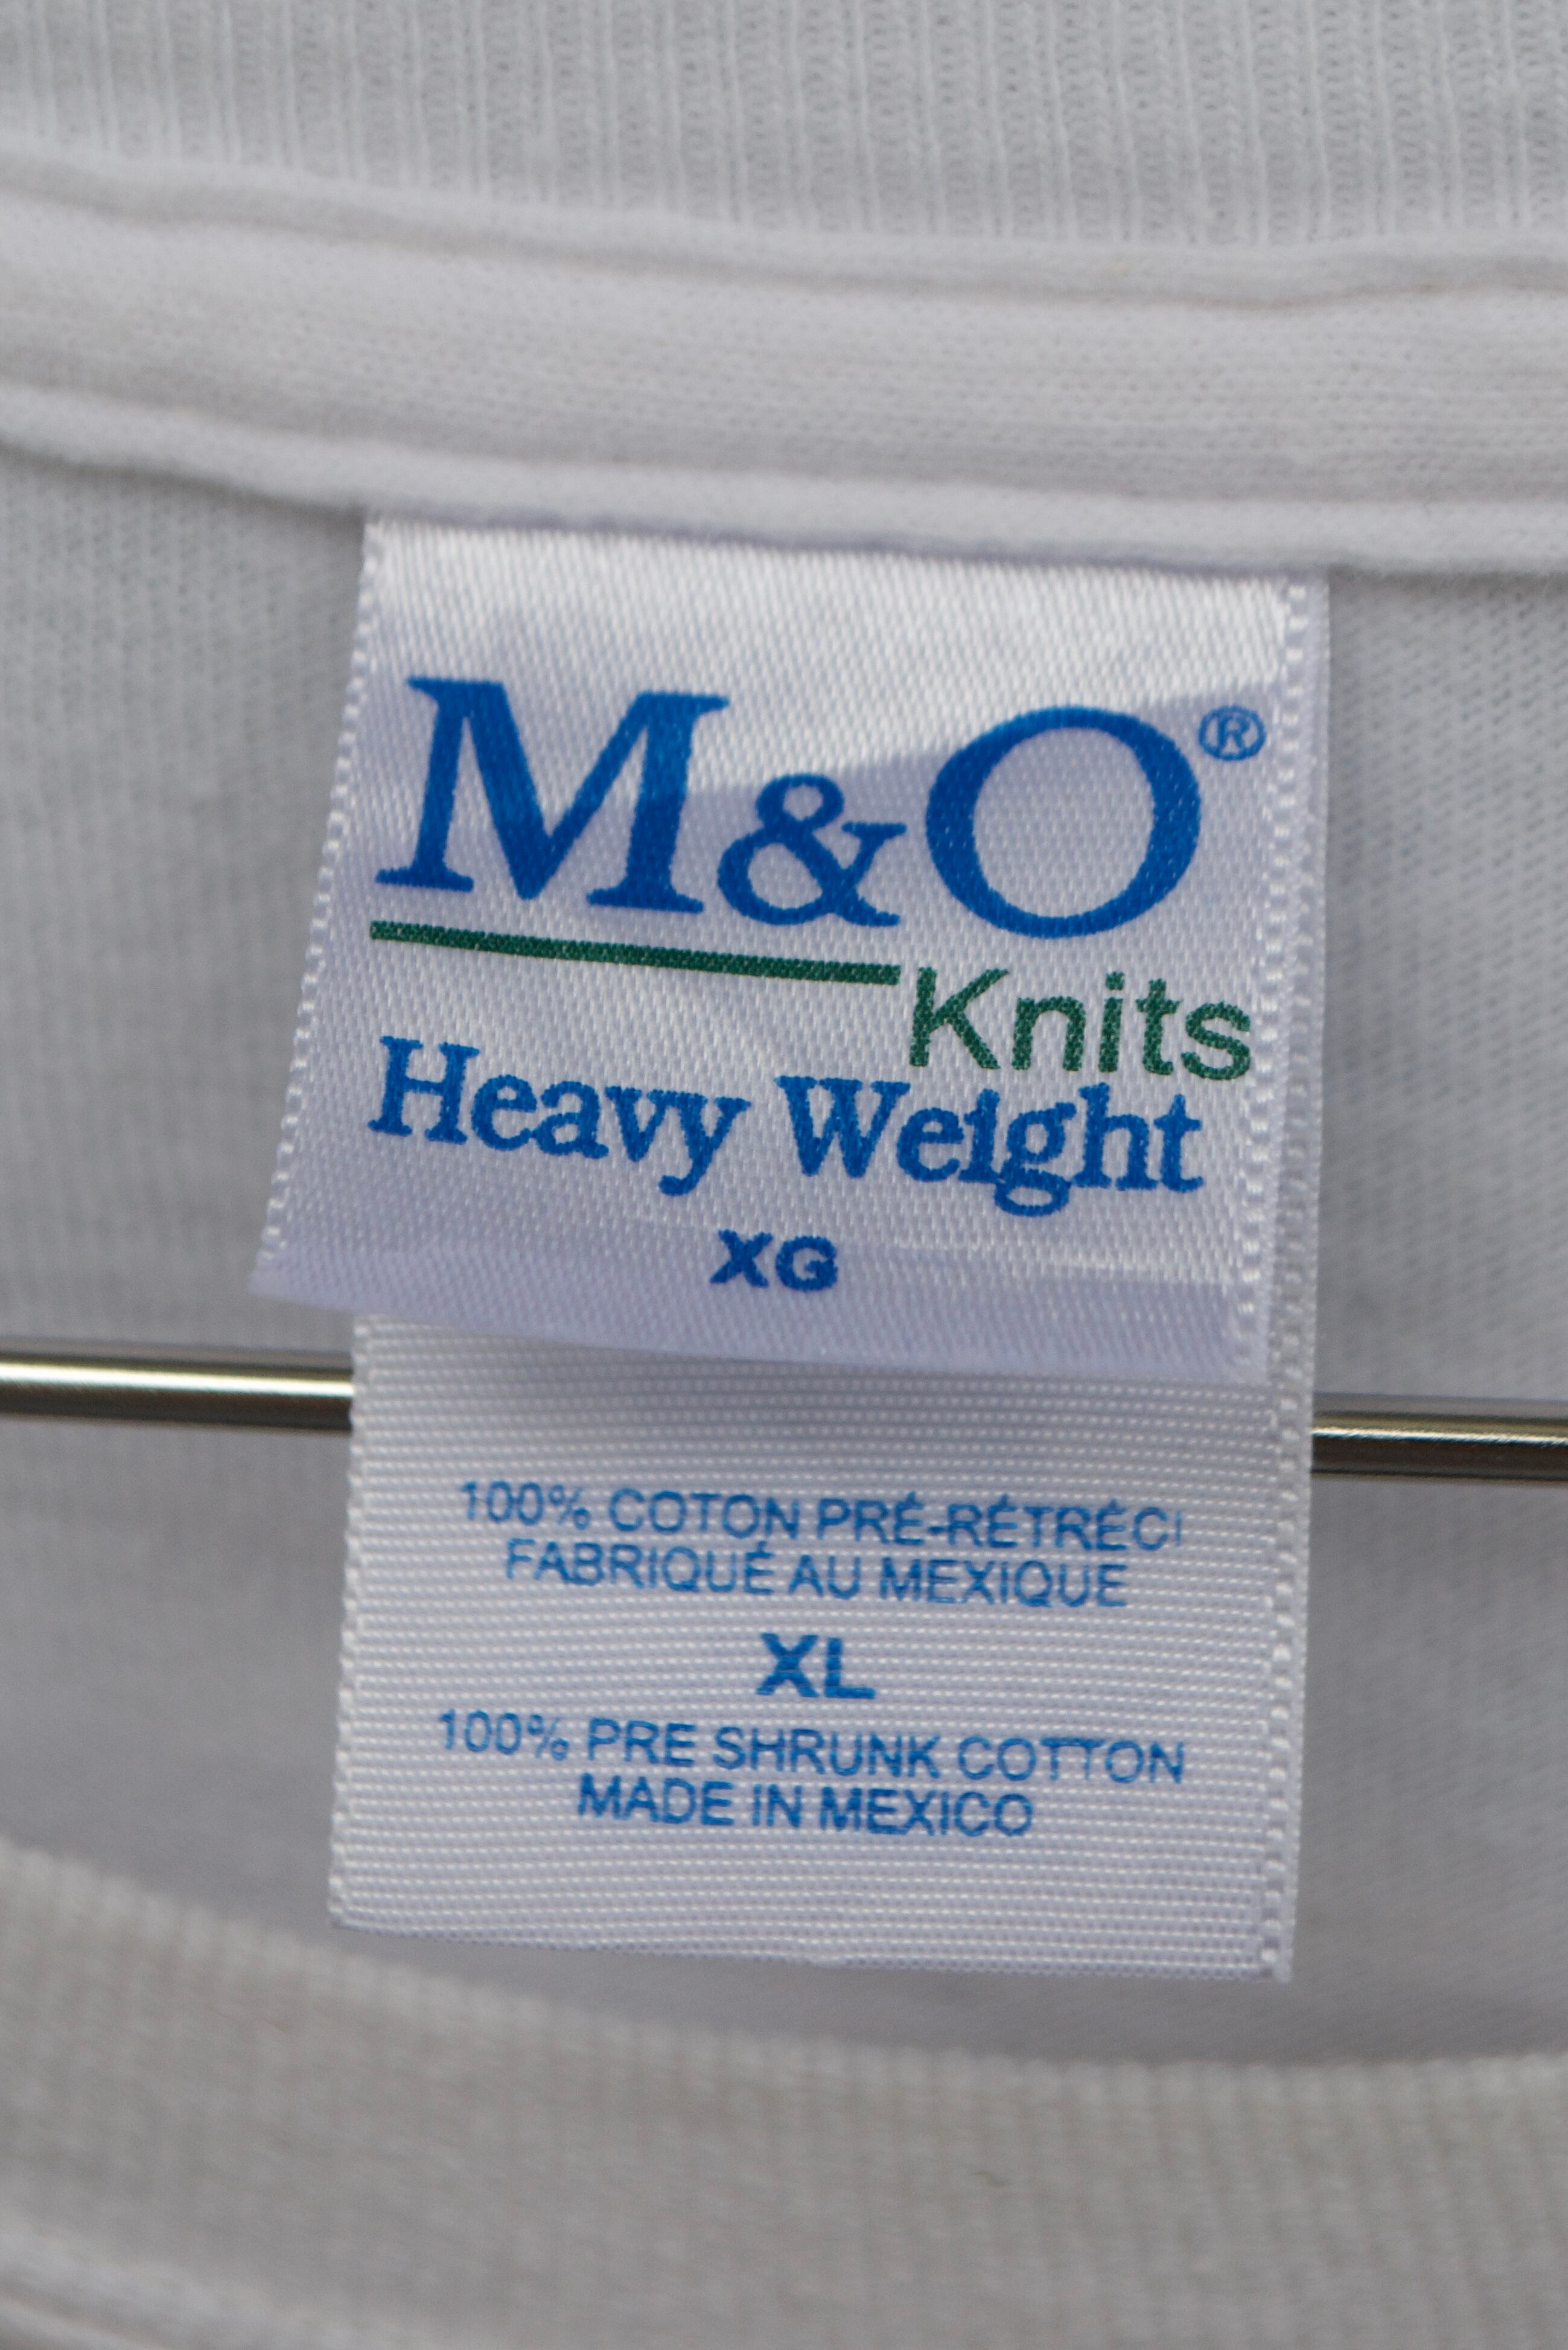 M&O®
Knits
Heavy Weight
XG
100% COTON PRÉ-RÉTRÉCI
FABRIQUÉ AU MEXIQUE
XL
100% PRE SHRUNK COTTON
MADE IN MEXICO